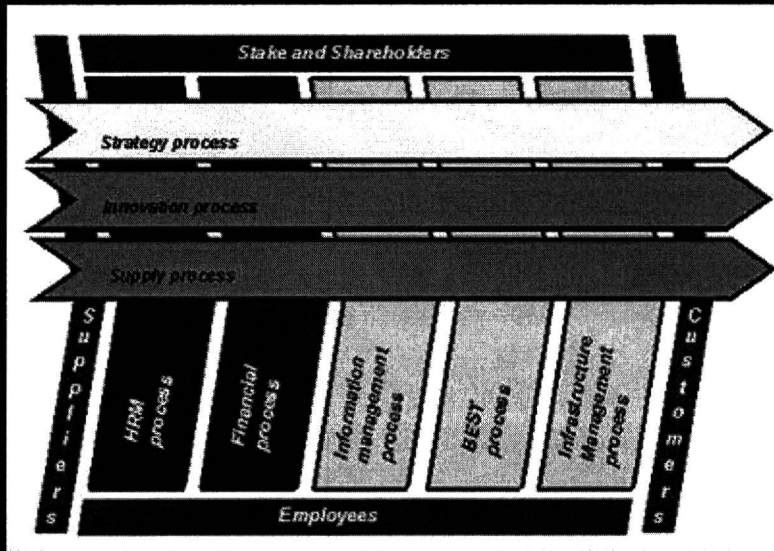 Stake and Shareholders
Strategy process
Innovation process
Supply process
Suppliers
HRM
process
Financial
process
Information
management
process
BEST
process
Infrastructure
Management
process
Customers
Employees